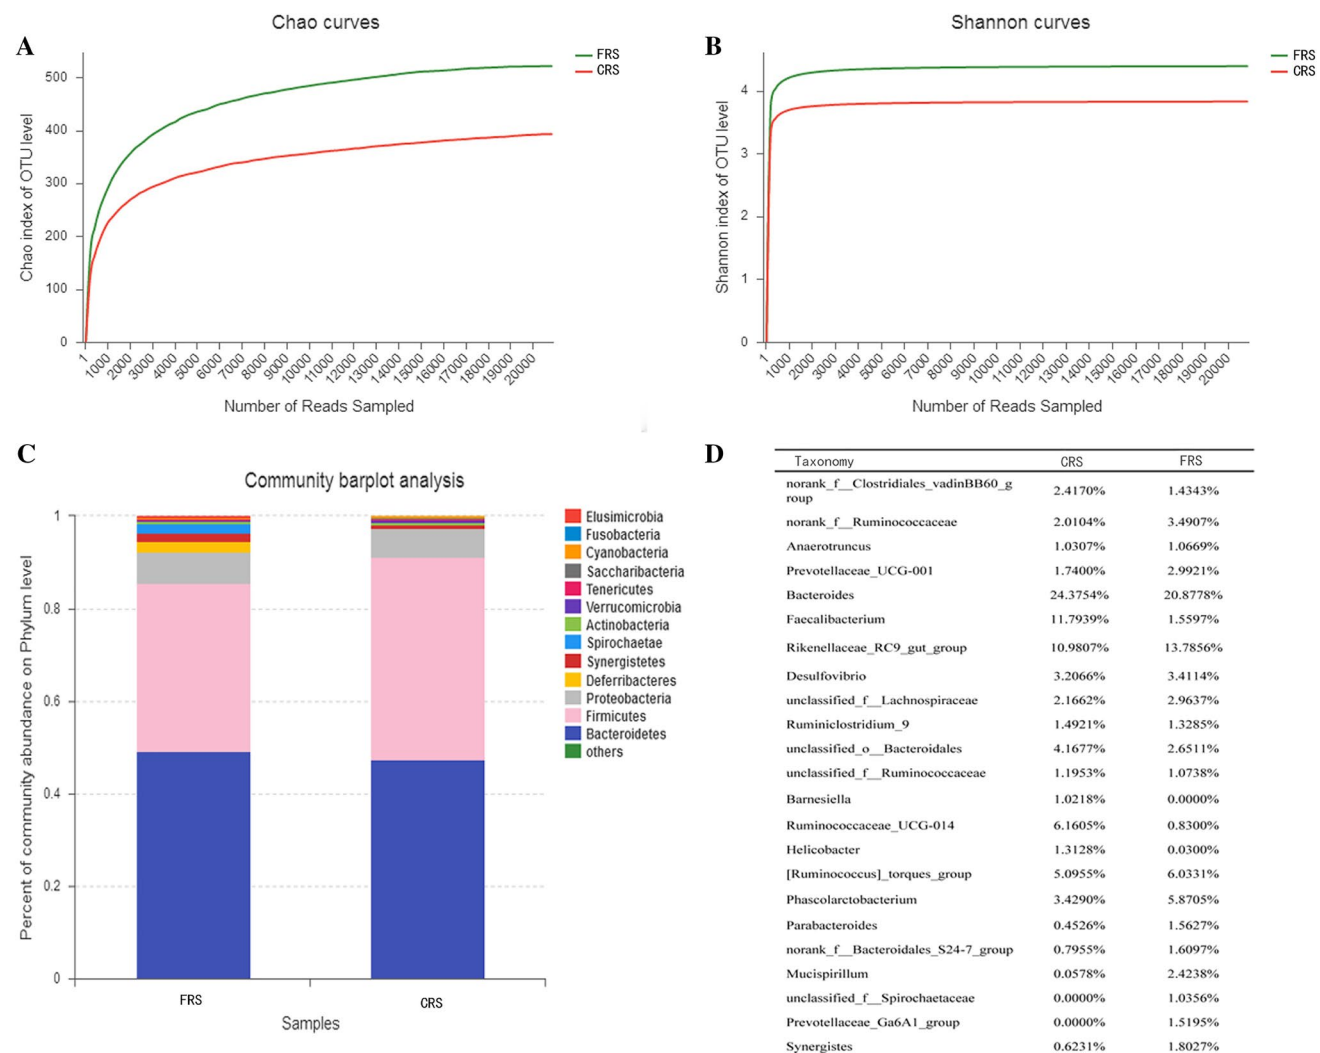 A
Chao curves
FRS
CRS
Chao index of OTU level
500
400
300
200
100
0
1
1000
2000
3000
4000
5000
6000
7000
8000
9000
10000
11000
12000
13000
14000
15000
16000
17000
18000
19000
20000
Number of Reads Sampled
B
Shannon curves
FRS
CRS
Shannon index of OTU level
4
3
2
1
0
1
1000
2000
3000
4000
5000
6000
7000
8000
9000
10000
11000
12000
13000
14000
15000
16000
17000
18000
19000
20000
Number of Reads Sampled
C
Community barplot analysis
Percent of community abundance on Phylum level
1
0.8
0.6
0.4
0.2
0
FRS
CRS
Samples
Elusimicrobia
Fusobacteria
Cyanobacteria
Saccharibacteria
Tenericutes
Verrucomicrobia
Actinobacteria
Spirochaetae
Synergistetes
Deferribacteres
Proteobacteria
Firmicutes
Bacteroidetes
others
D
Taxonomy CRS FRS
norank_f__Clostridiales_vadinBB60_g
roup 2.4170% 1.4343%
norank_f__Ruminococcaceae 2.0104% 3.4907%
Anaerotruncus 1.0307% 1.0669%
Prevotellaceae_UCG-001 1.7400% 2.9921%
Bacteroides 24.3754% 20.8778%
Faecalibacterium 11.7939% 1.5597%
Rikenellaceae_RC9_gut_group 10.9807% 13.7856%
Desulfovibrio 3.2066% 3.4114%
unclassified_f__Lachnospiraceae 2.1662% 2.9637%
Ruminiclostridium_9 1.4921% 1.3285%
unclassified_o__Bacteroidales 4.1677% 2.6511%
unclassified_f__Ruminococcaceae 1.1953% 1.0738%
Barnesiella 1.0218% 0.0000%
Ruminococcaceae_UCG-014 6.1605% 0.8300%
Helicobacter 1.3128% 0.0300%
[Ruminococcus]_torques_group 5.0955% 6.0331%
Phascolarctobacterium 3.4290% 5.8705%
Parabacteroides 0.4526% 1.5627%
norank_f__Bacteroidales_S24-7_group 0.7955% 1.6097%
Mucispirillum 0.0578% 2.4238%
unclassified_f__Spirochaetaceae 0.0000% 1.0356%
Prevotellaceae_Ga6A1_group 0.0000% 1.5195%
Synergistes 0.6231% 1.8027%